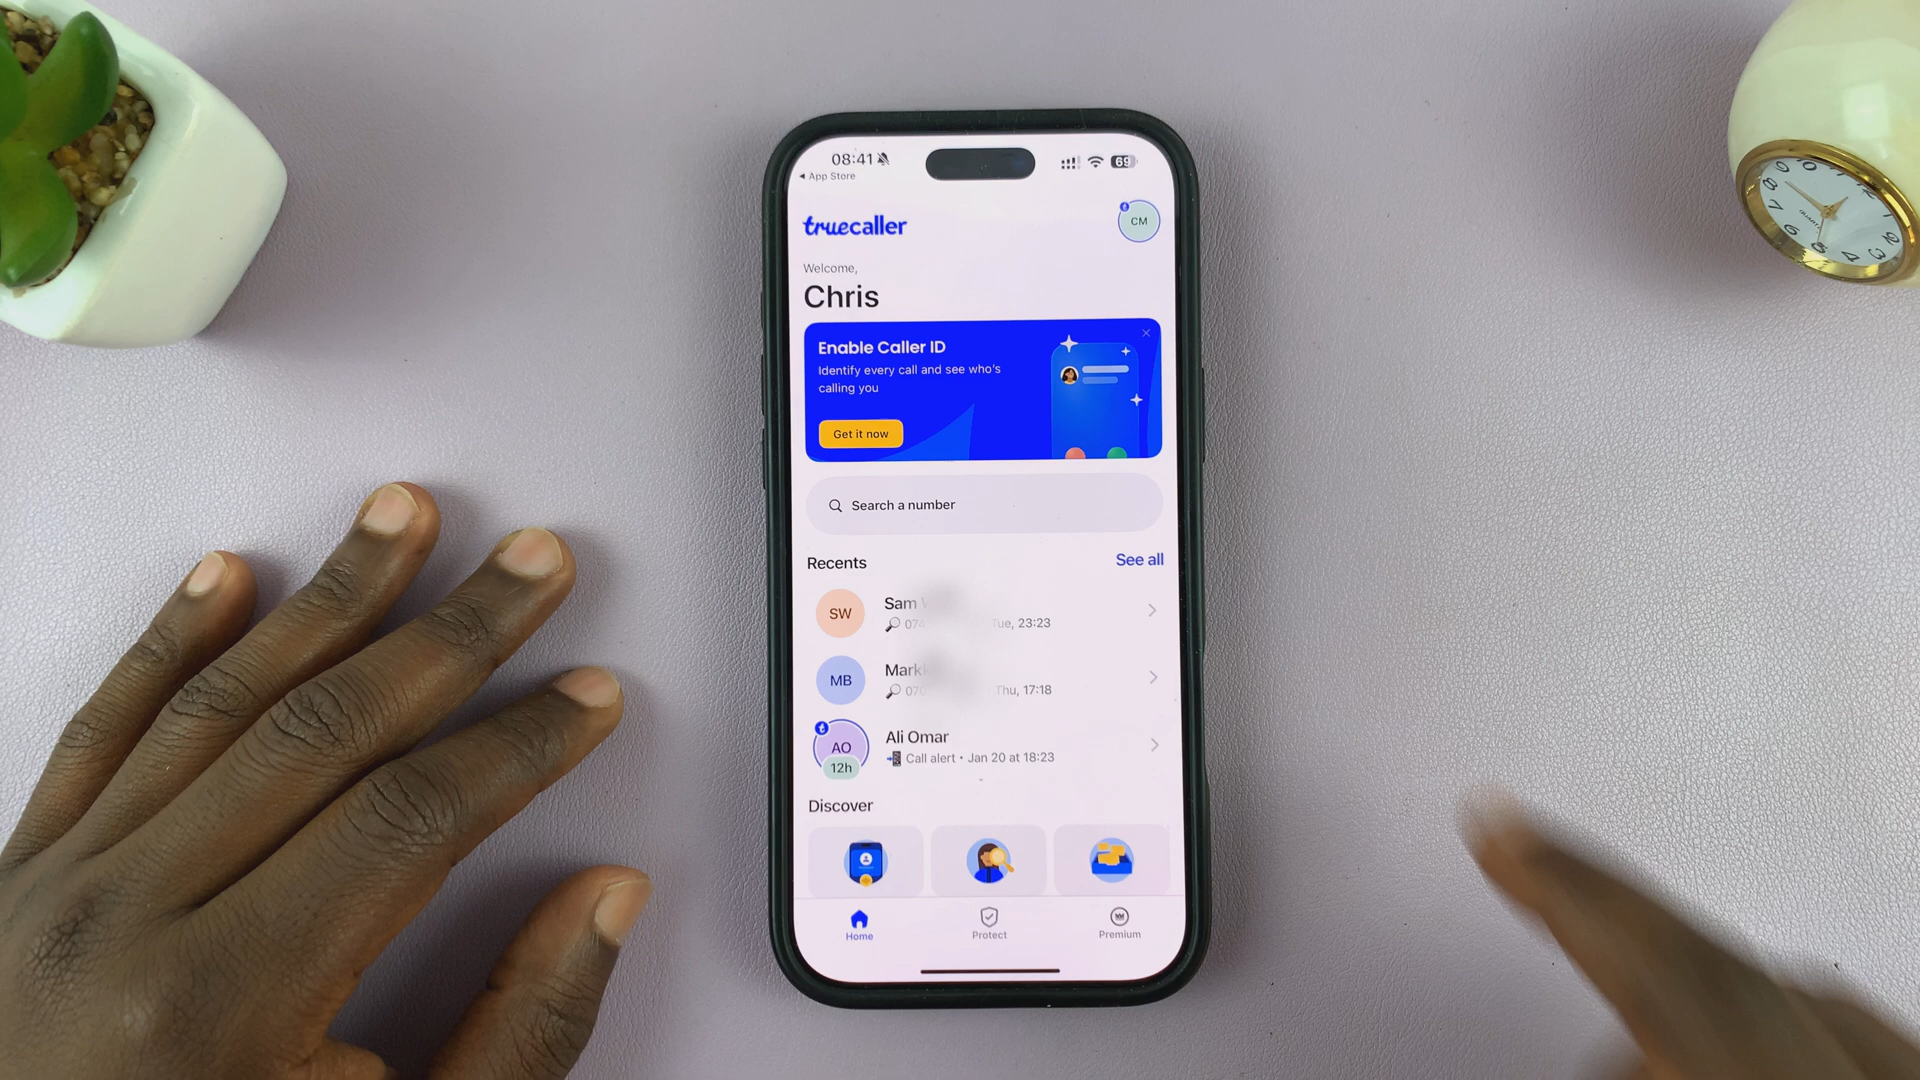 08:41
69
App Store
truecaller
CM
Welcome,
Chris
Enable Caller ID
Identify every call and see who's
calling you
Get it now
Search a number
Recents
See all
SW
Sam
Tue, 23:23
MB
Mark
Thu, 17:18
AO
Ali Omar
12h
Call alert • Jan 20 at 18:23
Discover
Home
Protect
Premium